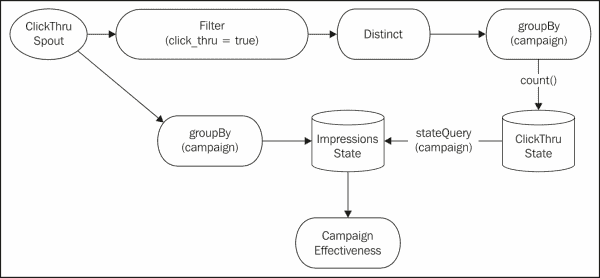 ClickThru
Spout
Filter
(click_thru = true)
Distinct
groupBy
(campaign)
count()
groupBy
(campaign)
Impressions
State
stateQuery
(campaign)
ClickThru
State
Campaign
Effectiveness